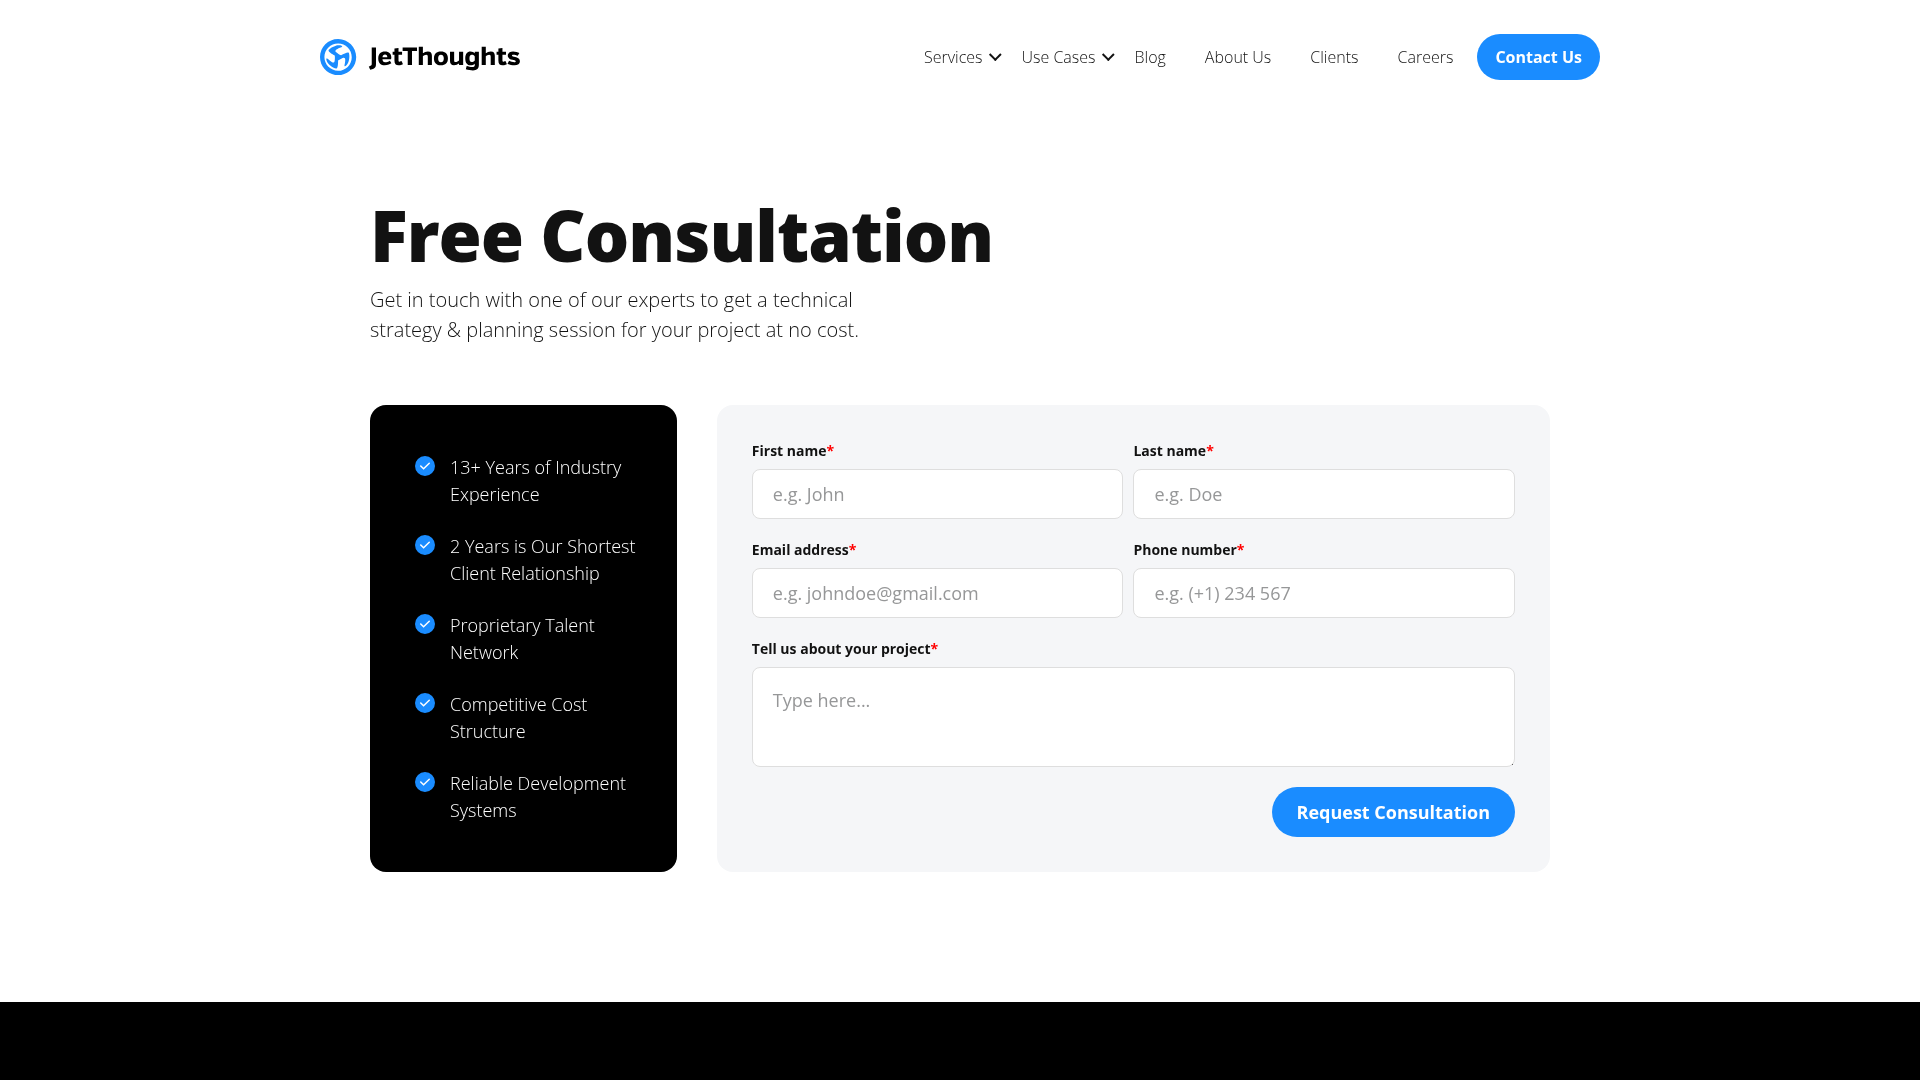 JetThoughts
Services
Use Cases
Blog
About Us
Clients
Careers
Contact Us
Free Consultation
Get in touch with one of our experts to get a technical
strategy & planning session for your project at no cost.
13+ Years of Industry
Experience
2 Years is Our Shortest
Client Relationship
Proprietary Talent
Network
Competitive Cost
Structure
Reliable Development
Systems
First name*
Last name*
e.g. John
e.g. Doe
Email address*
Phone number*
e.g. johndoe@gmail.com
e.g. (+1) 234 567
Tell us about your project*
Type here...
Request Consultation